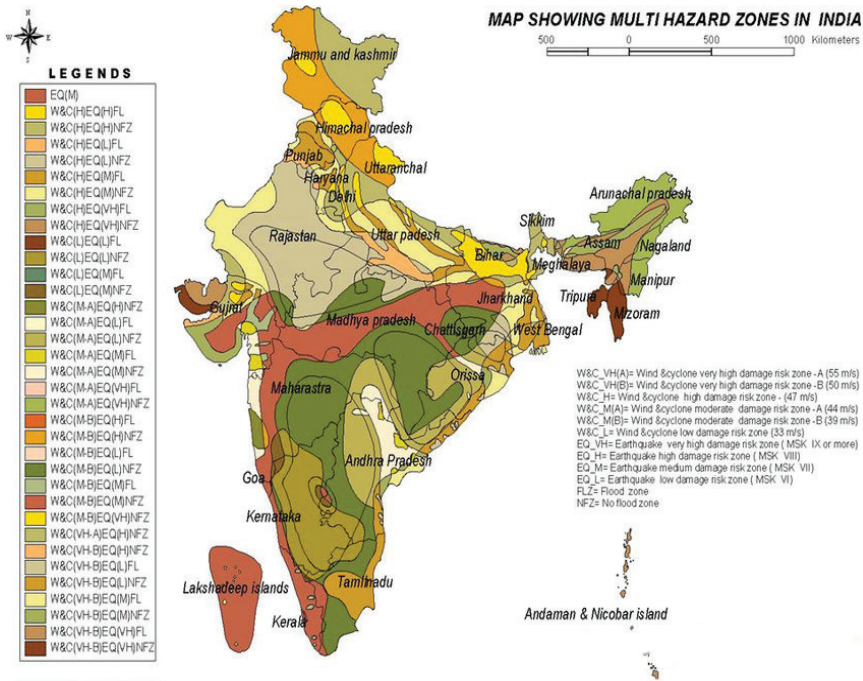 MAP SHOWING MULTI HAZARD ZONES IN INDIA
500 0 500 1000 Kilometers
N
W E
S
LEGENDS
EQ(M)
W&C(H)EQ(H)FL
W&C(H)EQ(H)NFZ
W&C(H)EQ(L)FL
W&C(H)EQ(L)NFZ
W&C(H)EQ(M)FL
W&C(H)EQ(M)NFZ
W&C(H)EQ(VH)FL
W&C(H)EQ(VH)NFZ
W&C(L)EQ(L)FL
W&C(L)EQ(L)NFZ
W&C(L)EQ(M)FL
W&C(L)EQ(M)NFZ
W&C(M-A)EQ(H)NFZ
W&C(M-A)EQ(L)FL
W&C(M-A)EQ(L)NFZ
W&C(M-A)EQ(M)FL
W&C(M-A)EQ(M)NFZ
W&C(M-A)EQ(VH)FL
W&C(M-A)EQ(VH)NFZ
W&C(M-B)EQ(H)FL
W&C(M-B)EQ(H)NFZ
W&C(M-B)EQ(L)FL
W&C(M-B)EQ(L)NFZ
W&C(M-B)EQ(M)FL
W&C(M-B)EQ(M)NFZ
W&C(M-B)EQ(VH)NFZ
W&C(VH-A)EQ(H)NFZ
W&C(VH-B)EQ(H)NFZ
W&C(VH-B)EQ(L)FL
W&C(VH-B)EQ(L)NFZ
W&C(VH-B)EQ(M)FL
W&C(VH-B)EQ(M)NFZ
W&C(VH-B)EQ(VH)FL
W&C(VH-B)EQ(VH)NFZ
Jammu and kashmir
Himachal pradesh
Punjab
Uttaranchal
Haryana
Delhi
Rajastan
Uttar padesh
Bihar
Sikkim
Arunachal pradesh
Assam
Nagaland
Meghalaya
Manipur
Tripura
Mizoram
Gujrat
Madhya pradesh
Jharkhand
Chattisgarh
West Bengal
Orissa
Maharastra
Andhra Pradesh
Goa
Kernataka
Tamilnadu
Kerala
Lakshadeep islands
Andaman & Nicobar island
W&C_VH(A)= Wind &cyclone very high damage risk zone -A (55 m/s)
W&C_VH(B)= Wind &cyclone very high damage risk zone -B (50 m/s)
W&C_H= Wind &cyclone high damage risk zone - (47 m/s)
W&C_M(A)= Wind &cyclone moderate damage risk zone - A (44 m/s)
W&C_M(B)= Wind &cyclone moderate damage risk zone - B (39 m/s)
W&C_L= Wind &cyclone low damage risk zone (33 m/s)
EQ_VH= Earthquake very high damage risk zone ( MSK IX or more)
EQ_H= Earthquake high damage risk zone ( MSK VIII)
EQ_M= Earthquake medium damage risk zone ( MSK VII)
EQ_L= Earthquake low damage risk zone ( MSK VI)
FLZ= Flood zone
NFZ= No flood zone